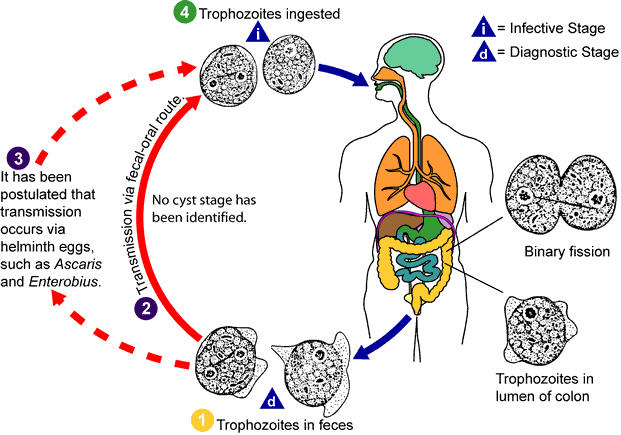 4 Trophozoites ingested
i
i = Infective Stage
d = Diagnostic Stage
3
It has been
postulated that
transmission
occurs via
helminth eggs,
such as Ascaris
and Enterobius.
2 Transmission via fecal-oral route.
No cyst stage has
been identified.
Binary fission
Trophozoites in
lumen of colon
d
1 Trophozoites in feces